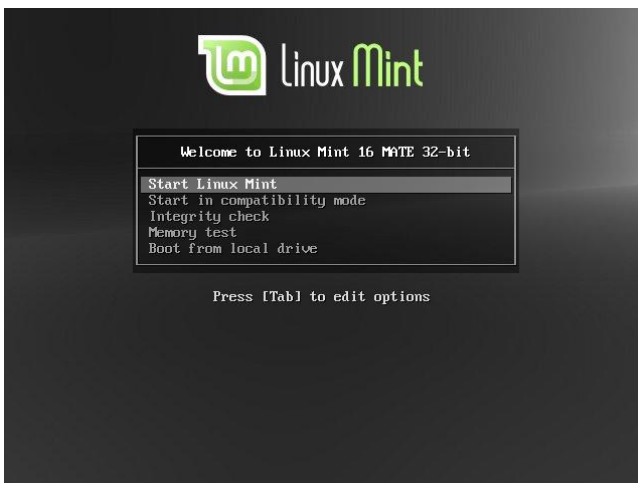 Linux Mint
Welcome to Linux Mint 16 MATE 32-bit
Start Linux Mint
Start in compatibility mode
Integrity check
Memory test
Boot from local drive
Press [Tab] to edit options